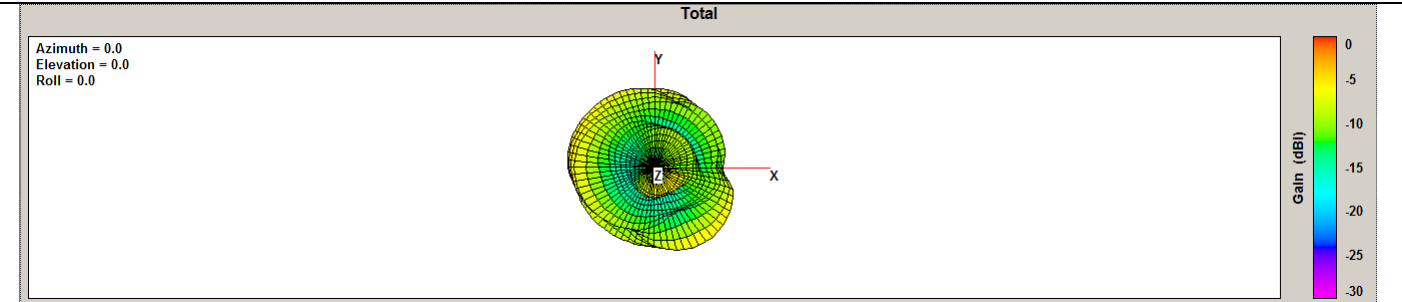 Total
Azimuth = 0.0
Elevation = 0.0
Roll = 0.0
Y
Z
X
Gain (dBI)
0
-5
-10
-15
-20
-25
-30